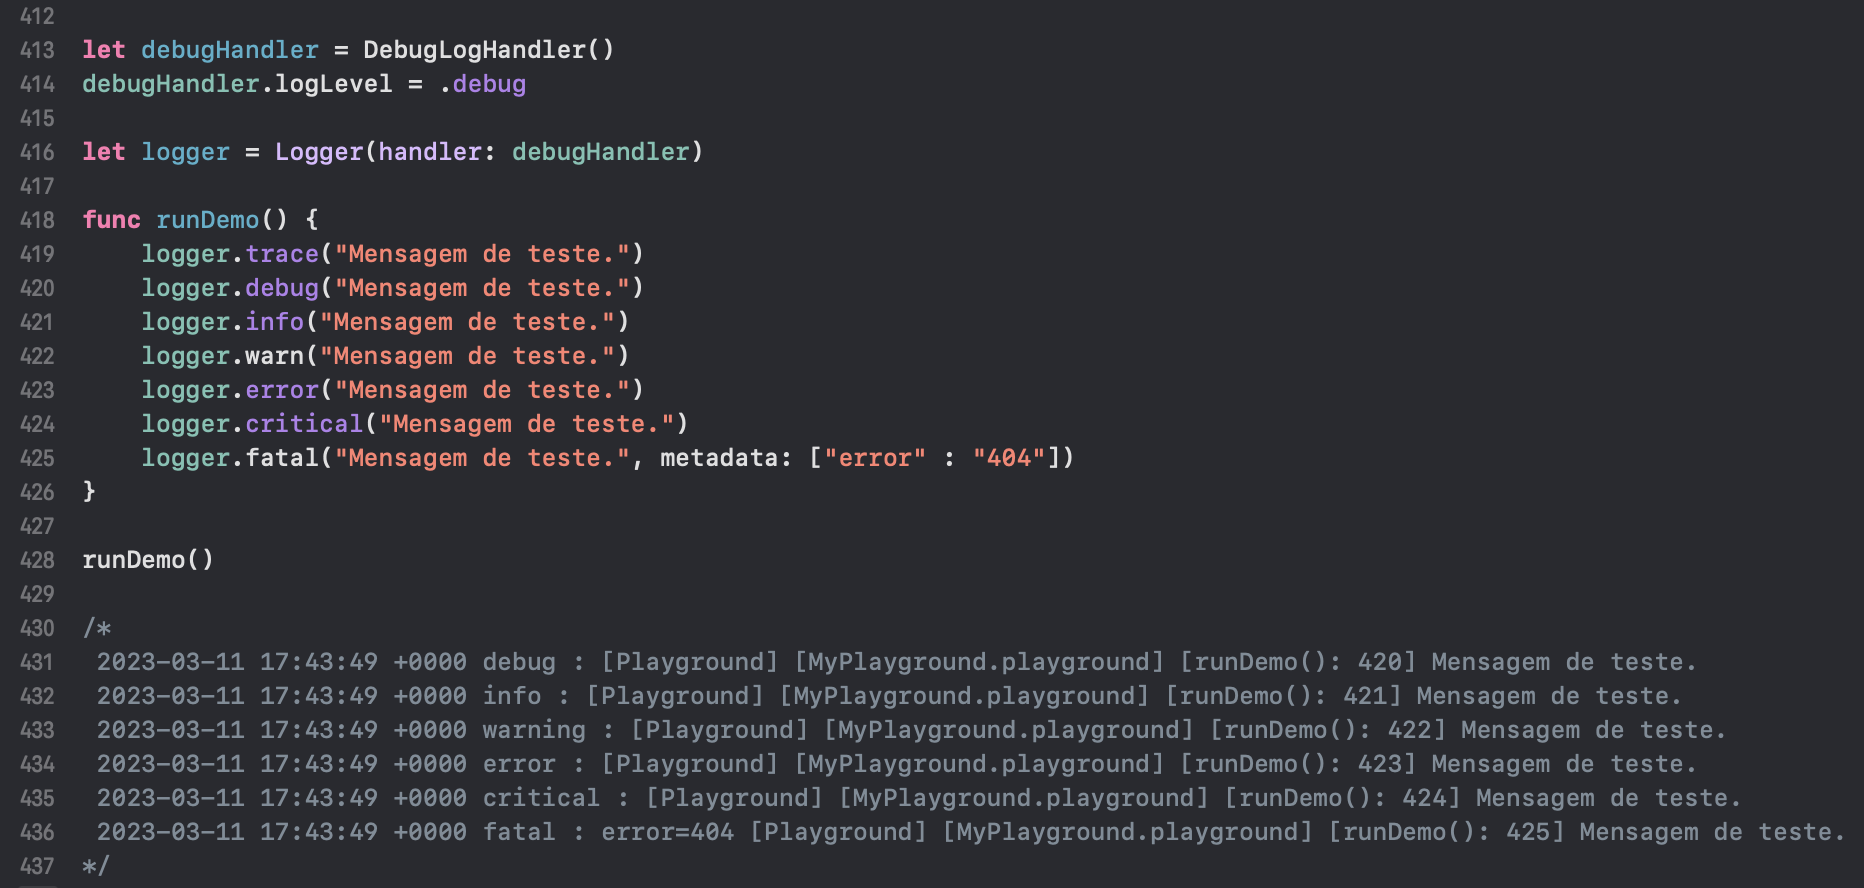 412
413 let debugHandler = DebugLogHandler()
414 debugHandler.logLevel = .debug
415
416 let logger = Logger(handler: debugHandler)
417
418 func runDemo() {
419     logger.trace("Mensagem de teste.")
420     logger.debug("Mensagem de teste.")
421     logger.info("Mensagem de teste.")
422     logger.warn("Mensagem de teste.")
423     logger.error("Mensagem de teste.")
424     logger.critical("Mensagem de teste.")
425     logger.fatal("Mensagem de teste.", metadata: ["error" : "404"])
426 }
427
428 runDemo()
429
430 /*
431  2023-03-11 17:43:49 +0000 debug : [Playground] [MyPlayground.playground] [runDemo(): 420] Mensagem de teste.
432  2023-03-11 17:43:49 +0000 info : [Playground] [MyPlayground.playground] [runDemo(): 421] Mensagem de teste.
433  2023-03-11 17:43:49 +0000 warning : [Playground] [MyPlayground.playground] [runDemo(): 422] Mensagem de teste.
434  2023-03-11 17:43:49 +0000 error : [Playground] [MyPlayground.playground] [runDemo(): 423] Mensagem de teste.
435  2023-03-11 17:43:49 +0000 critical : [Playground] [MyPlayground.playground] [runDemo(): 424] Mensagem de teste.
436  2023-03-11 17:43:49 +0000 fatal : error=404 [Playground] [MyPlayground.playground] [runDemo(): 425] Mensagem de teste.
437 */